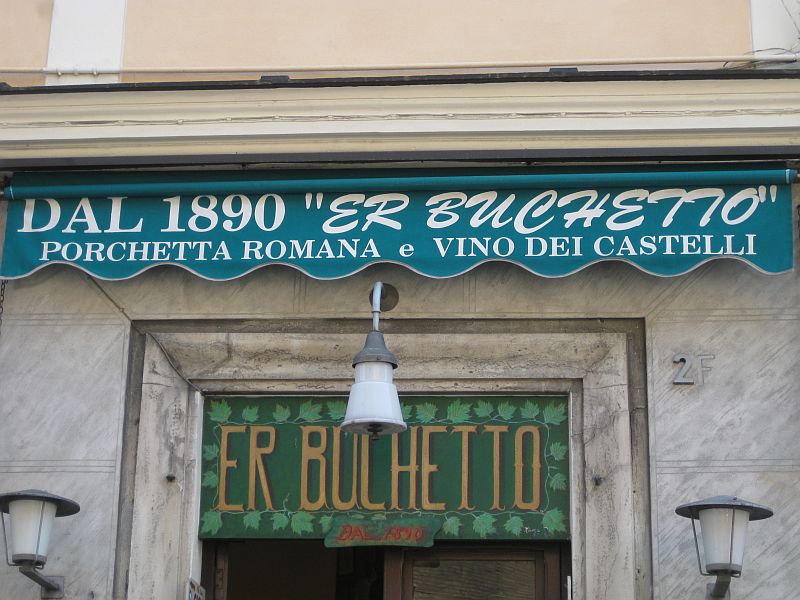 DAL 1890 "ER BUCHETTO"
PORCHETTA ROMANA e VINO DEI CASTELLI
2F
ER BUCHETTO
DAL 1890